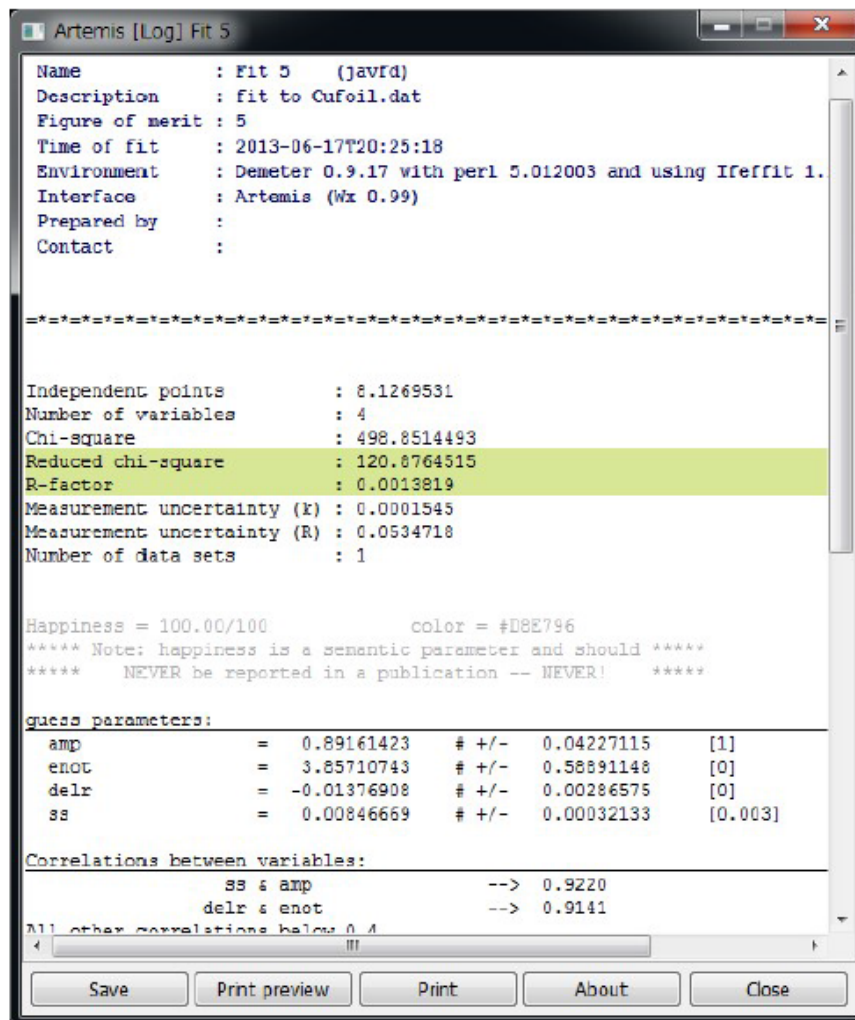 Artemis [Log] Fit 5
Name : Fit 5 (javfd)
Description : fit to Cufoil.dat
Figure of merit : 5
Time of fit : 2013-06-17T20:25:18
Environment : Demeter 0.9.17 with perl 5.012003 and using Ifeffit 1.
Interface : Artemis (Wx 0.99)
Prepared by :
Contact :
=*=*=*=*=*=*=*=*=*=*=*=*=*=*=*=*=*=*=*=*=*=*=*=*=*=*=*=*=*=*=*=*=*=
Independent points : 8.1269531
Number of variables : 4
Chi-square : 498.8514493
Reduced chi-square : 120.8764515
R-factor : 0.0013819
Measurement uncertainty (k) : 0.0001545
Measurement uncertainty (R) : 0.0534718
Number of data sets : 1
Happiness = 100.00/100 color = #D8E796
***** Note: happiness is a semantic parameter and should *****
***** NEVER be reported in a publication -- NEVER! *****
guess parameters:
amp = 0.89161423 # +/- 0.04227115 [1]
enot = 3.85710743 # +/- 0.58891148 [0]
delr = -0.01376908 # +/- 0.00286575 [0]
ss = 0.00846669 # +/- 0.00032133 [0.003]
Correlations between variables:
ss & amp --> 0.9220
delr & enot --> 0.9141
All other correlations below 0.4
Save Print preview Print About Close